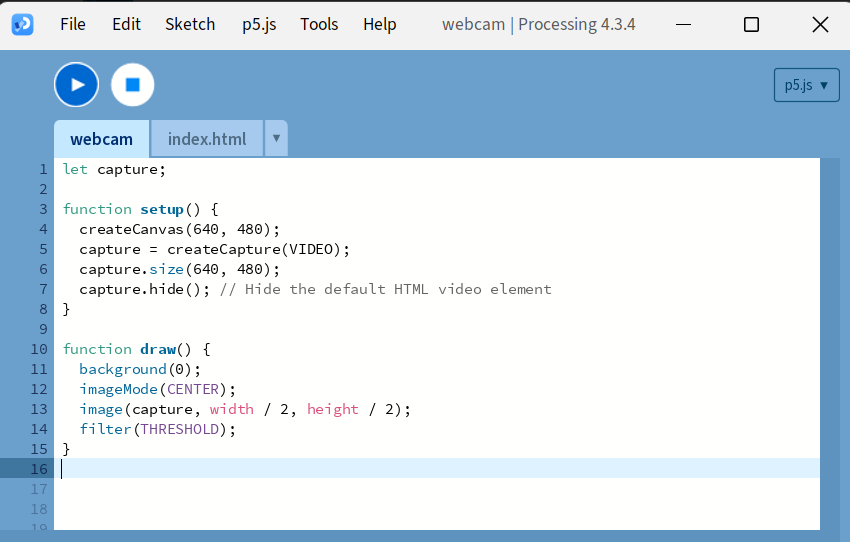 File Edit Sketch p5.js Tools Help webcam | Processing 4.3.4
p5.js ▼
webcam index.html ▼
1 let capture;
2
3 function setup() {
4   createCanvas(640, 480);
5   capture = createCapture(VIDEO);
6   capture.size(640, 480);
7   capture.hide(); // Hide the default HTML video element
8 }
9
10 function draw() {
11   background(0);
12   imageMode(CENTER);
13   image(capture, width / 2, height / 2);
14   filter(THRESHOLD);
15 }
16
17
18
19